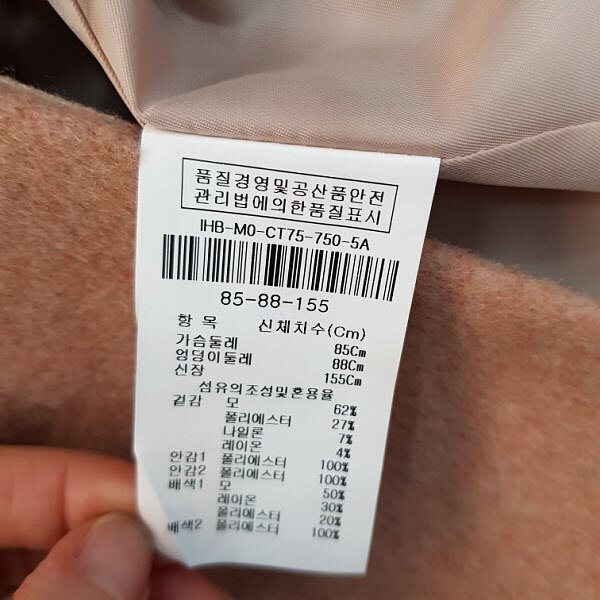 품질경영및공산품안전
관리법에의한품질표시
IHB-MO-CT75-750-5A
85-88-155
항 목 신체치수(Cm)
가슴둘레 85Cm
엉덩이둘레 88Cm
신장 155Cm
섬유의조성및혼용율
겉감 모 62%
폴리에스터 27%
나일론 7%
레이온 4%
안감1 폴리에스터 100%
안감2 폴리에스터 100%
배색1 모 50%
레이온 30%
폴리에스터 20%
배색2 폴리에스터 100%